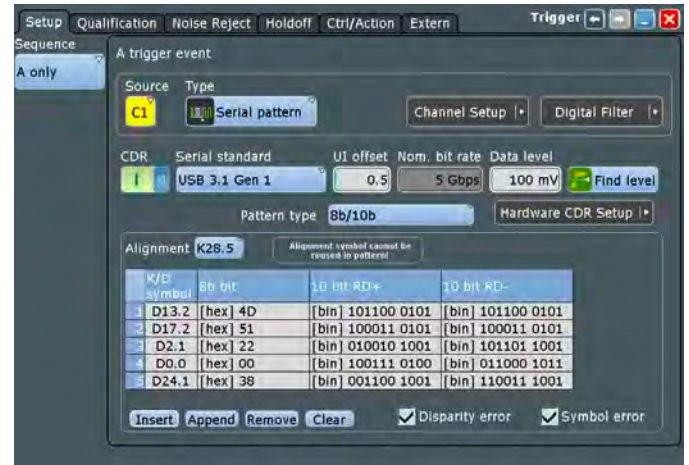 Setup Qualification Noise Reject Holdoff Ctrl/Action Extern Trigger
Sequence
A only
A trigger event
Source Type
C1 Serial pattern Channel Setup Digital Filter
CDR Serial standard UI offset Nom. bit rate Data level
I USB 3.1 Gen 1 0.5 5 Gbps 100 mV Find level
Pattern type 8b/10b Hardware CDR Setup
Alignment K28.5 Alignment symbol cannot be
reused in pattern!
K/D
symbol 8b bit 10 bit RD+ 10 bit RD-
1 D13.2 [hex] 4D [bin] 101100 0101 [bin] 101100 0101
2 D17.2 [hex] 51 [bin] 100011 0101 [bin] 100011 0101
3 D2.1 [hex] 22 [bin] 010010 1001 [bin] 101101 1001
4 D0.0 [hex] 00 [bin] 100111 0100 [bin] 011000 1011
5 D24.1 [hex] 38 [bin] 001100 1001 [bin] 110011 1001
Insert Append Remove Clear Disparity error Symbol error